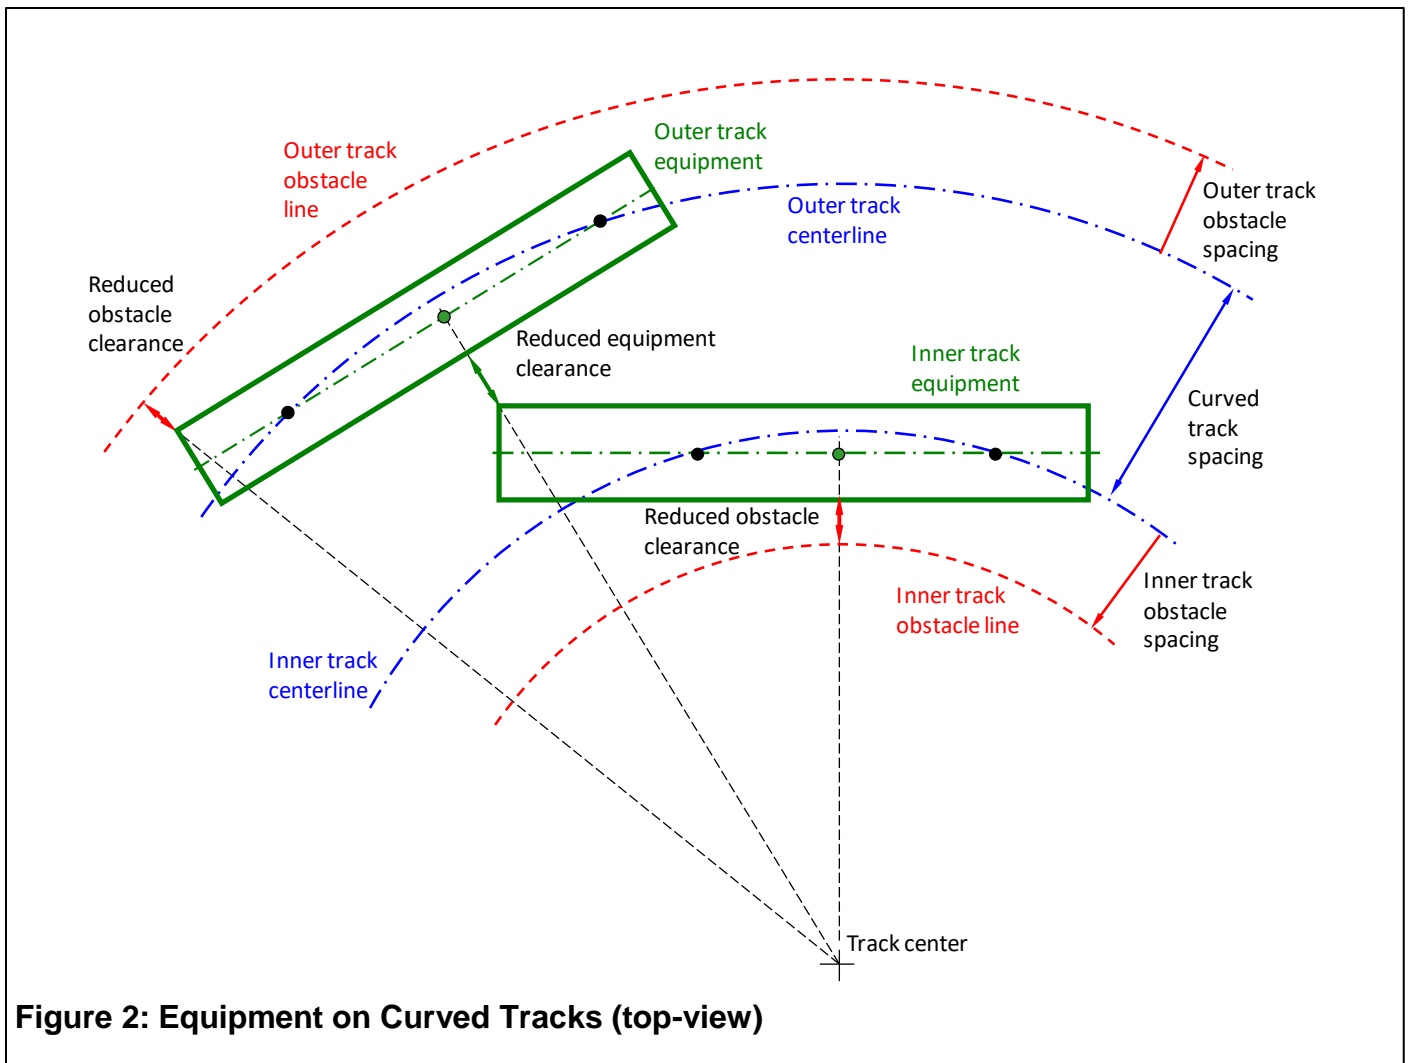 Outer track
equipment
Outer track
obstacle
line
Outer track
obstacle
spacing
Outer track
centerline
Reduced
obstacle
clearance
Reduced equipment
clearance
Inner track
equipment
Curved
track
spacing
Reduced obstacle
clearance
Inner track
obstacle
spacing
Inner track
obstacle line
Inner track
centerline
Track center
Figure 2: Equipment on Curved Tracks (top-view)